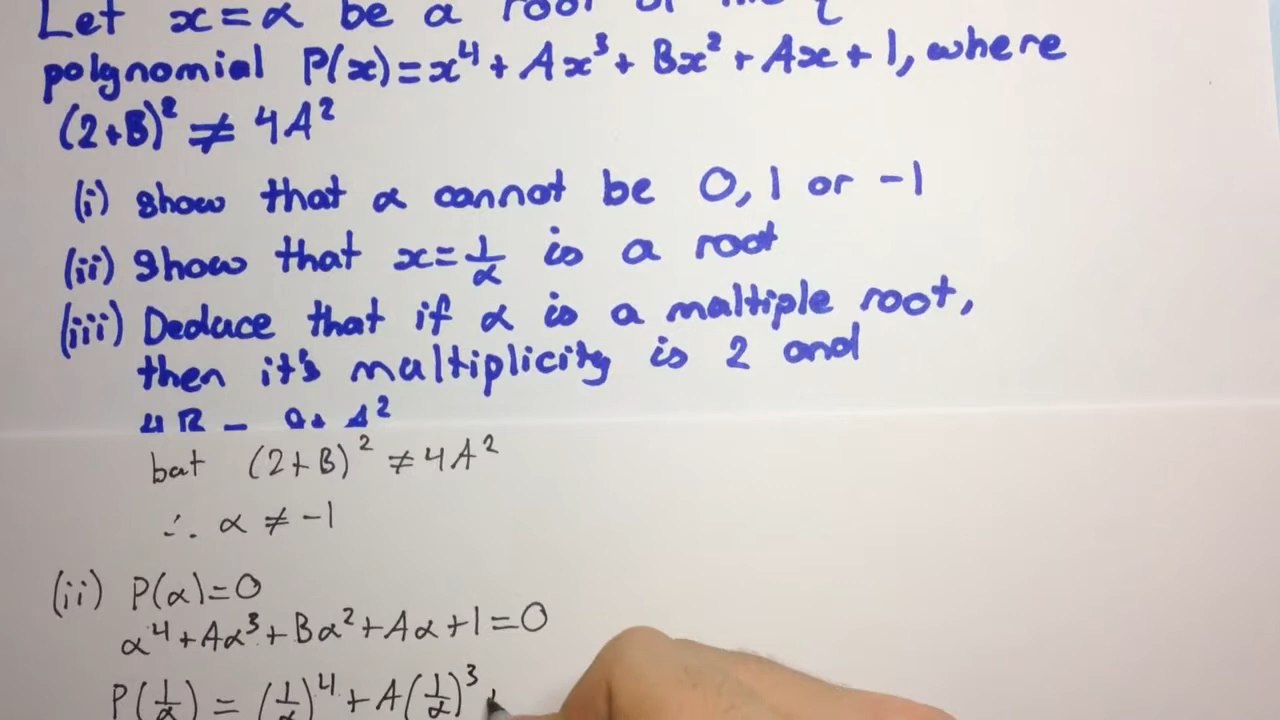 Let x=α be a root of the
polynomial P(x)=x⁴+Ax³+Bx²+Ax+1, where
(2+B)²≠4A²
(i) Show that α cannot be 0, 1 or -1
(ii) Show that x=1/α is a root
(iii) Deduce that if α is a multiple root,
then it's multiplicity is 2 and
4B = 8+A²
but (2+B)²≠4A²
∴ α≠-1
(ii) P(α)=0
α⁴+Aα³+Bα²+Aα+1=0
P(1/α)=(1/α)⁴+A(1/α)³